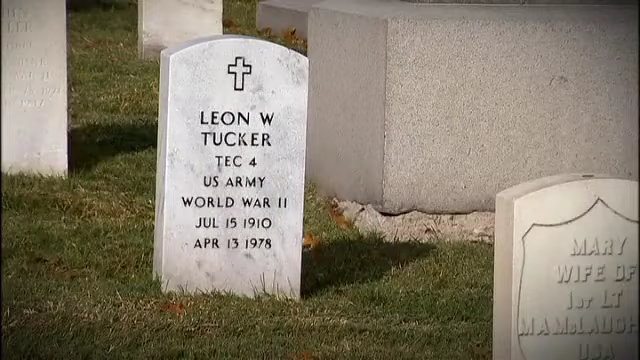 LEON W
TUCKER
TEC 4
US ARMY
WORLD WAR II
JUL 15 1910
APR 13 1978
MARY
WIFE OF
1ST LT
USA